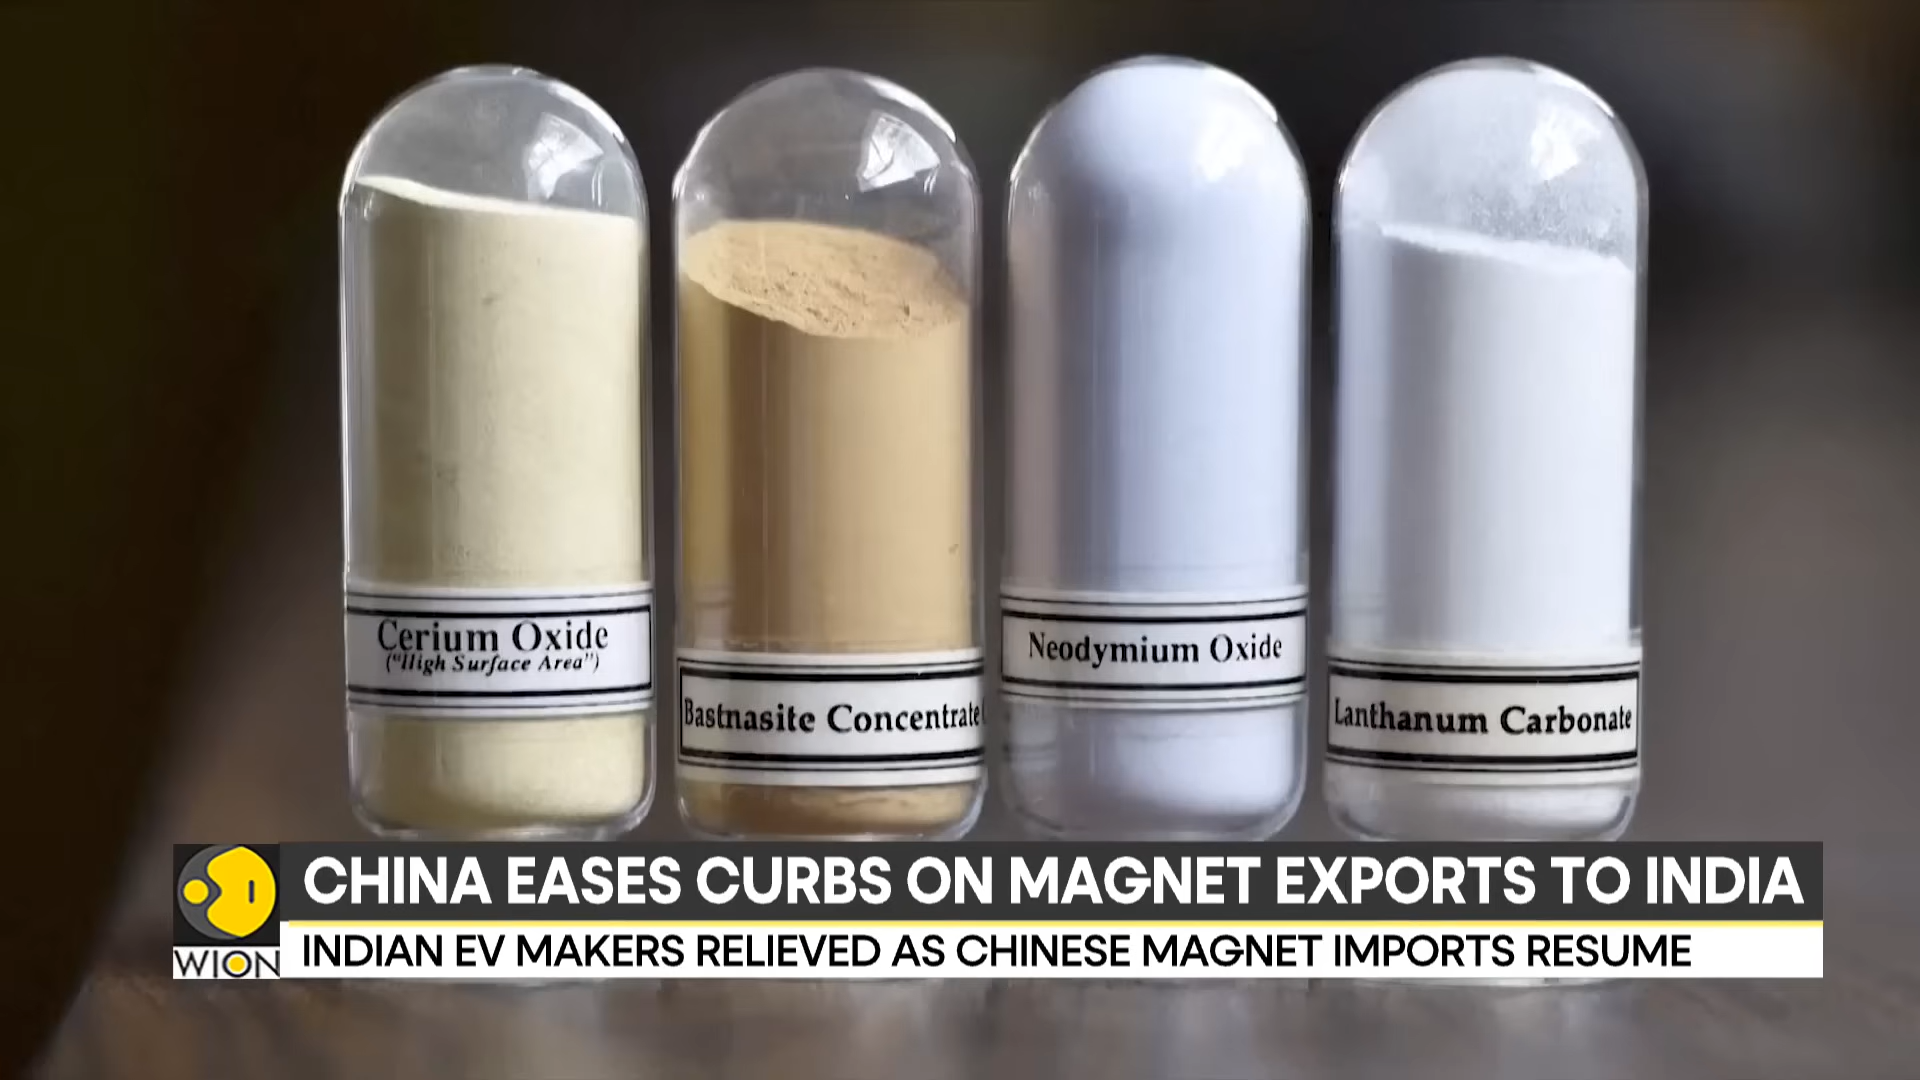 Cerium Oxide
("High Surface Area")
Bastnasite Concentrate
Neodymium Oxide
Lanthanum Carbonate
CHINA EASES CURBS ON MAGNET EXPORTS TO INDIA
INDIAN EV MAKERS RELIEVED AS CHINESE MAGNET IMPORTS RESUME
WION